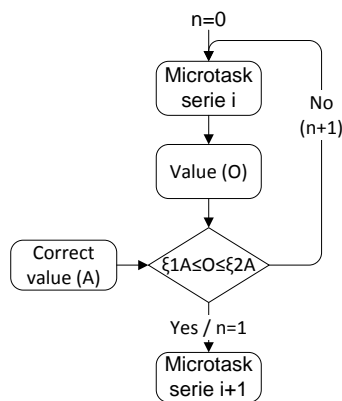 n=0
Microtask
serie i
No
(n+1)
Value (O)
Correct
value (A)
ξ1A≤O≤ξ2A
Yes / n=1
Microtask
serie i+1